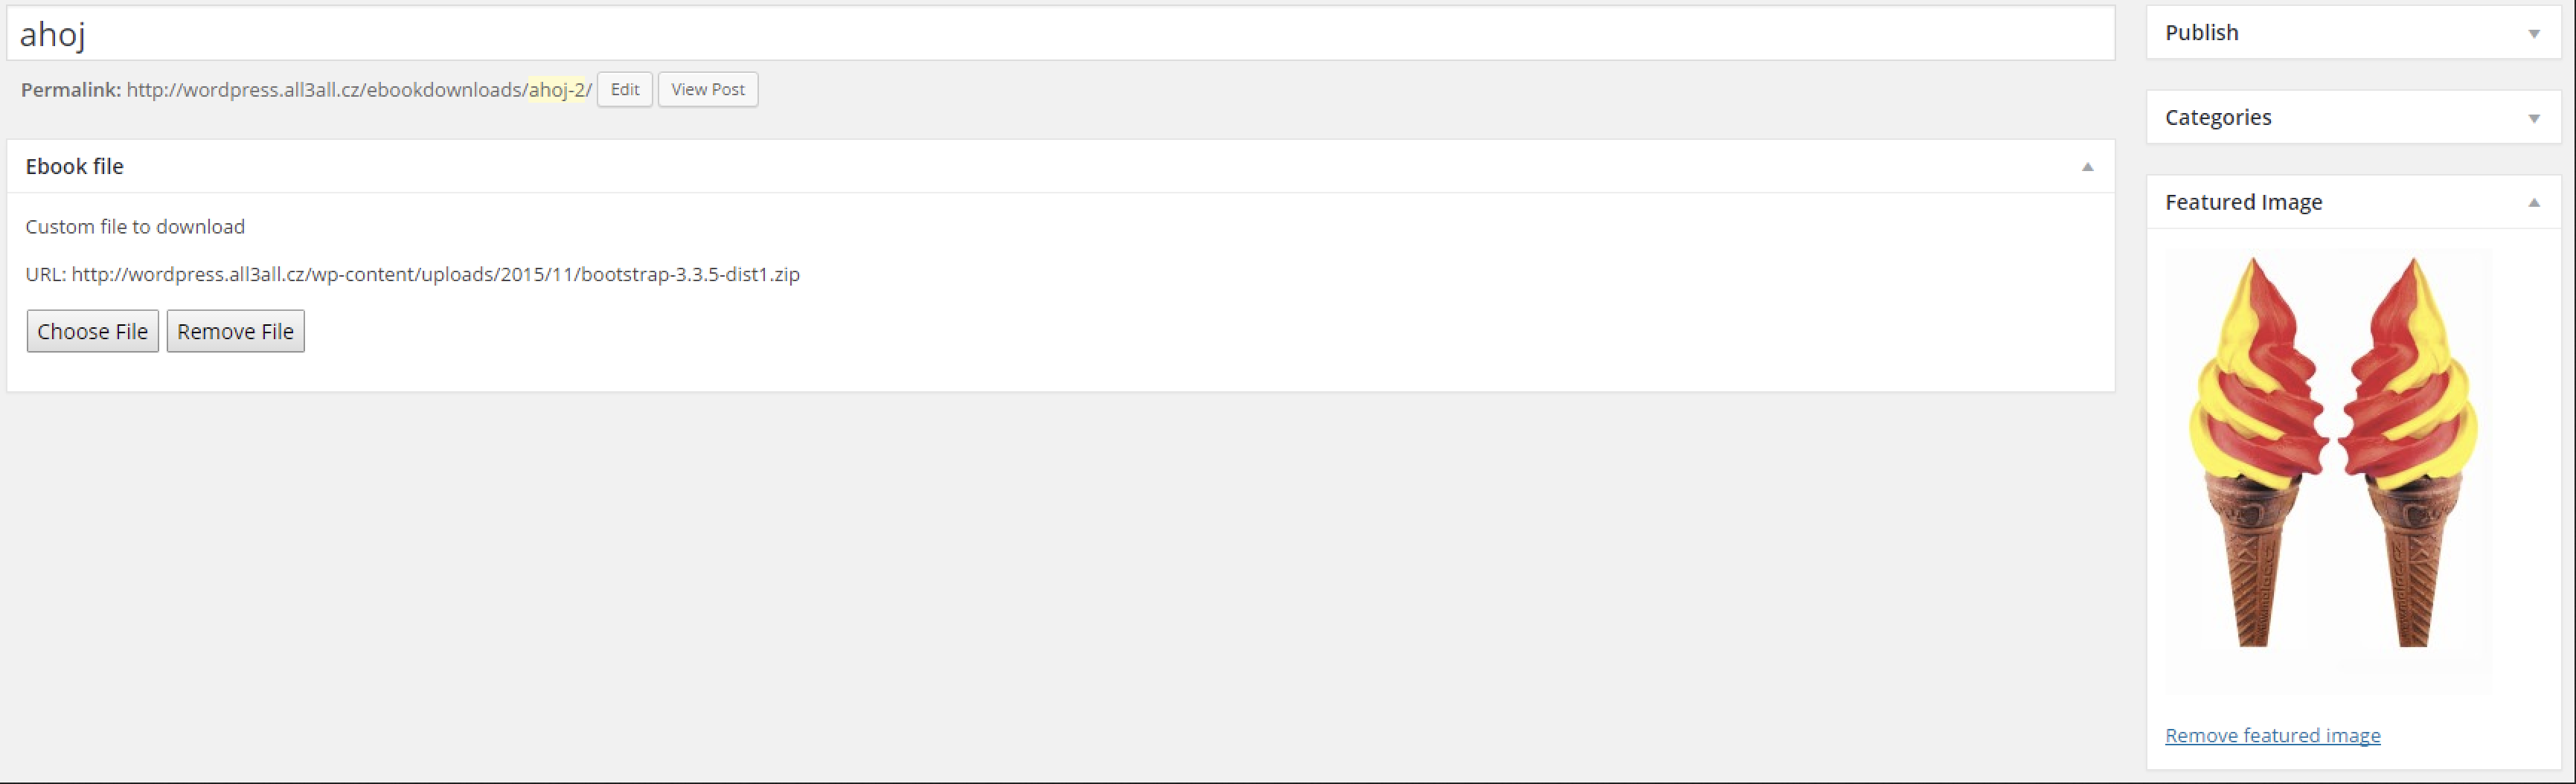 ahoj
Permalink: http://wordpress.all3all.cz/ebookdownloads/ahoj-2/ Edit View Post
Ebook file
Custom file to download
URL: http://wordpress.all3all.cz/wp-content/uploads/2015/11/bootstrap-3.3.5-dist1.zip
Choose File Remove File
Publish
Categories
Featured Image
Remove featured image